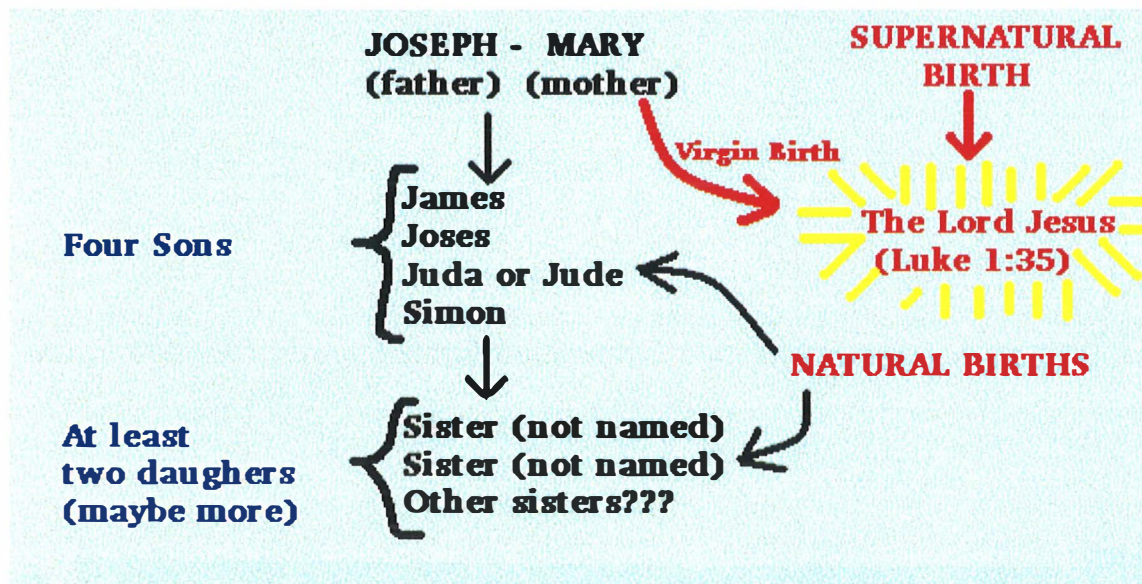 JOSEPH - MARY
(father) (mother)
SUPERNATURAL
BIRTH
Virgin Birth
The Lord Jesus
(Luke 1:35)
Four Sons
James
Joses
Juda or Jude
Simon
NATURAL BIRTHS
At least
two daughers
(maybe more)
Sister (not named)
Sister (not named)
Other sisters???